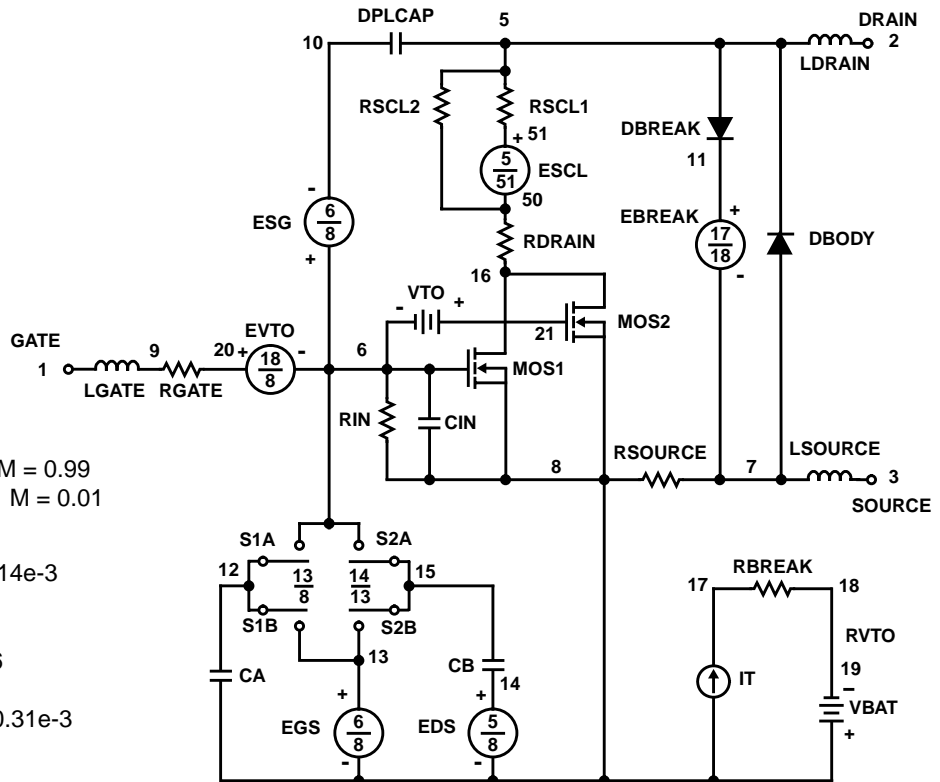 DPLCAP
5
DRAIN
2
10
LDRAIN
RSCL2
RSCL1
+ 51
DBREAK
11
5
51
ESCL
50
-
6
8
ESG
+
RDRAIN
EBREAK
+
17
18
-
DBODY
16
- VTO +
21
MOS2
GATE
1
9
20 +
EVTO
18
8
-
6
MOS1
LGATE
RGATE
RIN
CIN
RSOURCE
LSOURCE
8
7
3
SOURCE
M = 0.99
M = 0.01
S1A
S2A
12
13
8
14
13
15
14e-3
S1B
S2B
13
CA
CB
14
+
+
EGS
6
8
-
EDS
5
8
-
0.31e-3
17
RBREAK
18
RVTO
19
IT
-
VBAT
+